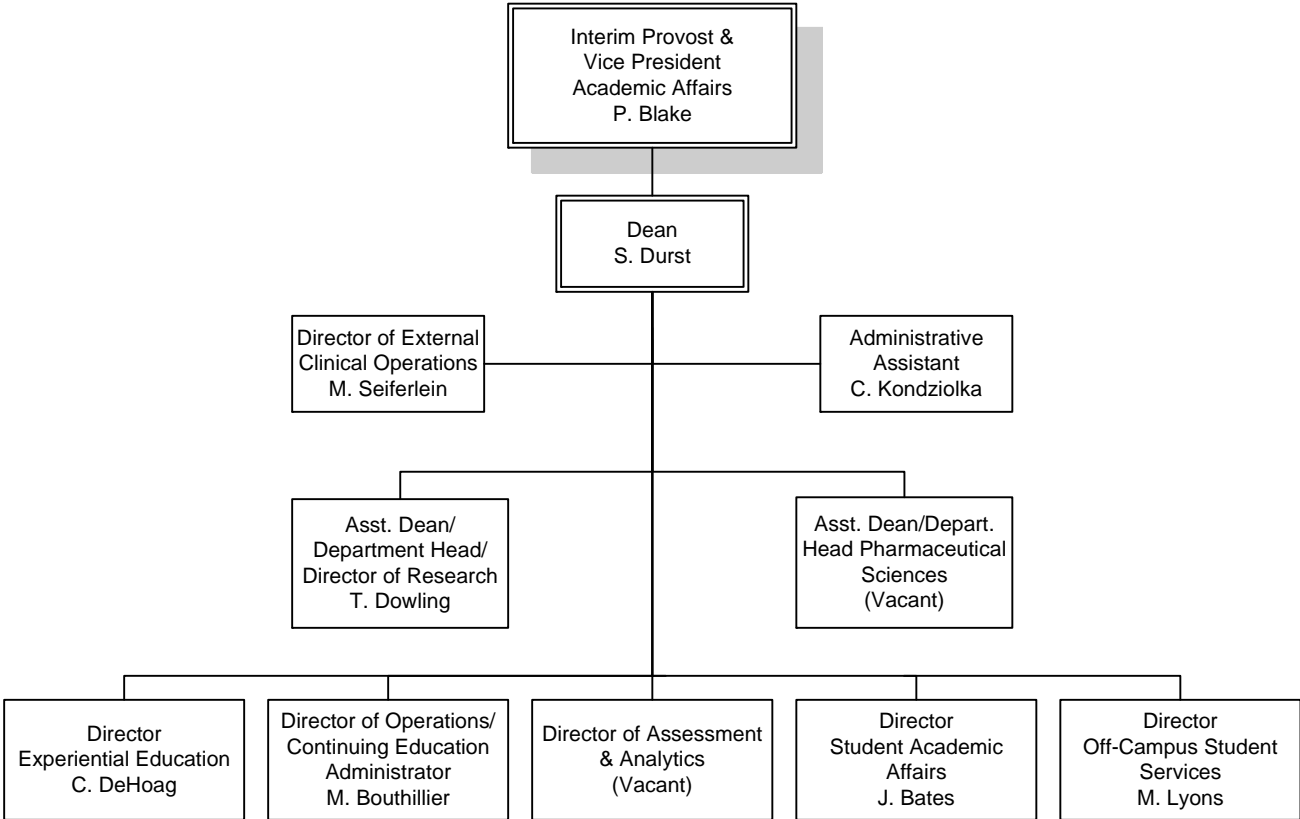 Interim Provost &
Vice President
Academic Affairs
P. Blake
Dean
S. Durst
Director of External
Clinical Operations
M. Seiferlein
Administrative
Assistant
C. Kondziolka
Asst. Dean/
Department Head/
Director of Research
T. Dowling
Asst. Dean/Depart.
Head Pharmaceutical
Sciences
(Vacant)
Director
Experiential Education
C. DeHoag
Director of Operations/
Continuing Education
Administrator
M. Bouthillier
Director of Assessment
& Analytics
(Vacant)
Director
Student Academic
Affairs
J. Bates
Director
Off-Campus Student
Services
M. Lyons